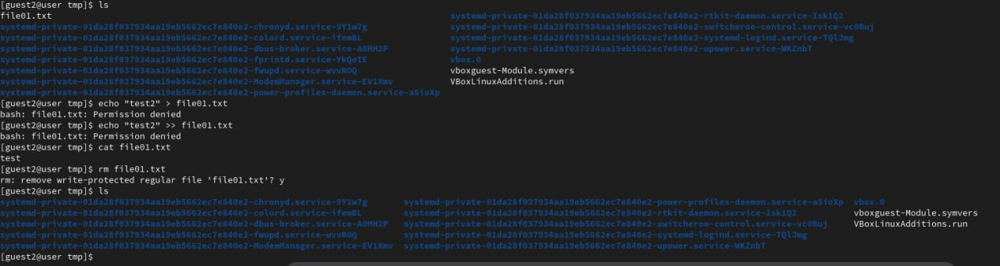 [guest2@user tmp]$ ls
file01.txt systemd-private-01da28f037934aa19eb5662ec7e840e2-rtkit-daemon.service-Isk1Q2
systemd-private-01da28f037934aa19eb5662ec7e840e2-chronyd.service-9Y1w7g systemd-private-01da28f037934aa19eb5662ec7e840e2-switcheroo-control.service-vc0Buj
systemd-private-01da28f037934aa19eb5662ec7e840e2-colord.service-ifemBL systemd-private-01da28f037934aa19eb5662ec7e840e2-systemd-logind.service-TQlJmg
systemd-private-01da28f037934aa19eb5662ec7e840e2-dbus-broker.service-A0MH2P systemd-private-01da28f037934aa19eb5662ec7e840e2-upower.service-WKZnbT
systemd-private-01da28f037934aa19eb5662ec7e840e2-fprintd.service-YkQeIE vbox.0
systemd-private-01da28f037934aa19eb5662ec7e840e2-fwupd.service-wvvROQ vboxguest-Module.symvers
systemd-private-01da28f037934aa19eb5662ec7e840e2-ModemManager.service-EV1Xmv VBoxLinuxAdditions.run
systemd-private-01da28f037934aa19eb5662ec7e840e2-power-profiles-daemon.service-aSioXp
[guest2@user tmp]$ echo "test2" > file01.txt
bash: file01.txt: Permission denied
[guest2@user tmp]$ echo "test2" >> file01.txt
bash: file01.txt: Permission denied
[guest2@user tmp]$ cat file01.txt
test
[guest2@user tmp]$ rm file01.txt
rm: remove write-protected regular file 'file01.txt'? y
[guest2@user tmp]$ ls
systemd-private-01da28f037934aa19eb5662ec7e840e2-chronyd.service-9Y1w7g systemd-private-01da28f037934aa19eb5662ec7e840e2-power-profiles-daemon.service-aSioXp vbox.0
systemd-private-01da28f037934aa19eb5662ec7e840e2-colord.service-ifemBL systemd-private-01da28f037934aa19eb5662ec7e840e2-rtkit-daemon.service-Isk1Q2 vboxguest-Module.symvers
systemd-private-01da28f037934aa19eb5662ec7e840e2-dbus-broker.service-A0MH2P systemd-private-01da28f037934aa19eb5662ec7e840e2-switcheroo-control.service-vc0Buj VBoxLinuxAdditions.run
systemd-private-01da28f037934aa19eb5662ec7e840e2-fwupd.service-wvvROQ systemd-private-01da28f037934aa19eb5662ec7e840e2-systemd-logind.service-TQlJmg
systemd-private-01da28f037934aa19eb5662ec7e840e2-ModemManager.service-EV1Xmv systemd-private-01da28f037934aa19eb5662ec7e840e2-upower.service-WKZnbT
[guest2@user tmp]$